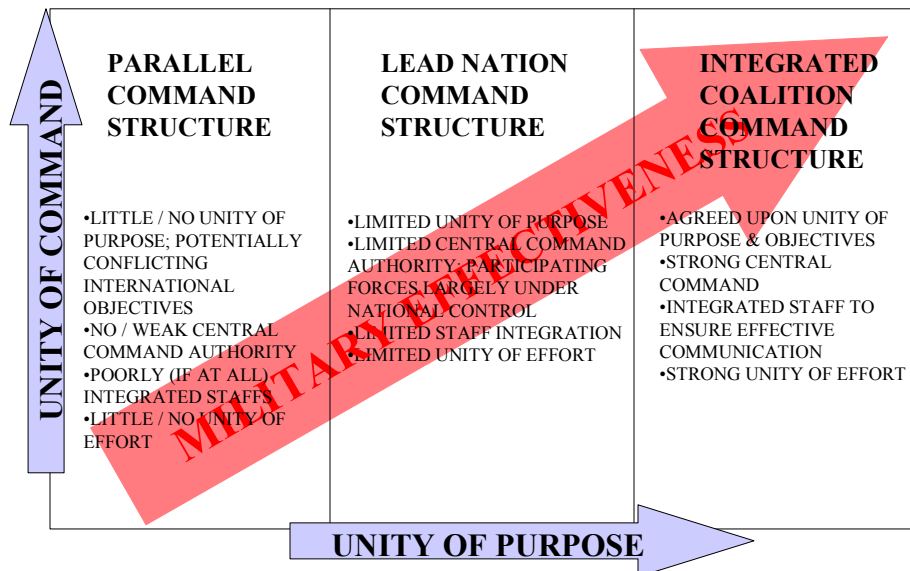 UNITY OF COMMAND
PARALLEL
COMMAND
STRUCTURE
•LITTLE / NO UNITY OF
PURPOSE; POTENTIALLY
CONFLICTING
INTERNATIONAL
OBJECTIVES
•NO / WEAK CENTRAL
COMMAND AUTHORITY
•POORLY (IF AT ALL)
INTEGRATED STAFFS
•LITTLE / NO UNITY OF
EFFORT
LEAD NATION
COMMAND
STRUCTURE
•LIMITED UNITY OF PURPOSE
•LIMITED CENTRAL COMMAND
AUTHORITY; PARTICIPATING
FORCES LARGELY UNDER
NATIONAL CONTROL
•LIMITED STAFF INTEGRATION
•LIMITED UNITY OF EFFORT
INTEGRATED
COALITION
COMMAND
STRUCTURE
•AGREED UPON UNITY OF
PURPOSE & OBJECTIVES
•STRONG CENTRAL
COMMAND
•INTEGRATED STAFF TO
ENSURE EFFECTIVE
COMMUNICATION
•STRONG UNITY OF EFFORT
MILITARY EFFECTIVENESS
UNITY OF PURPOSE